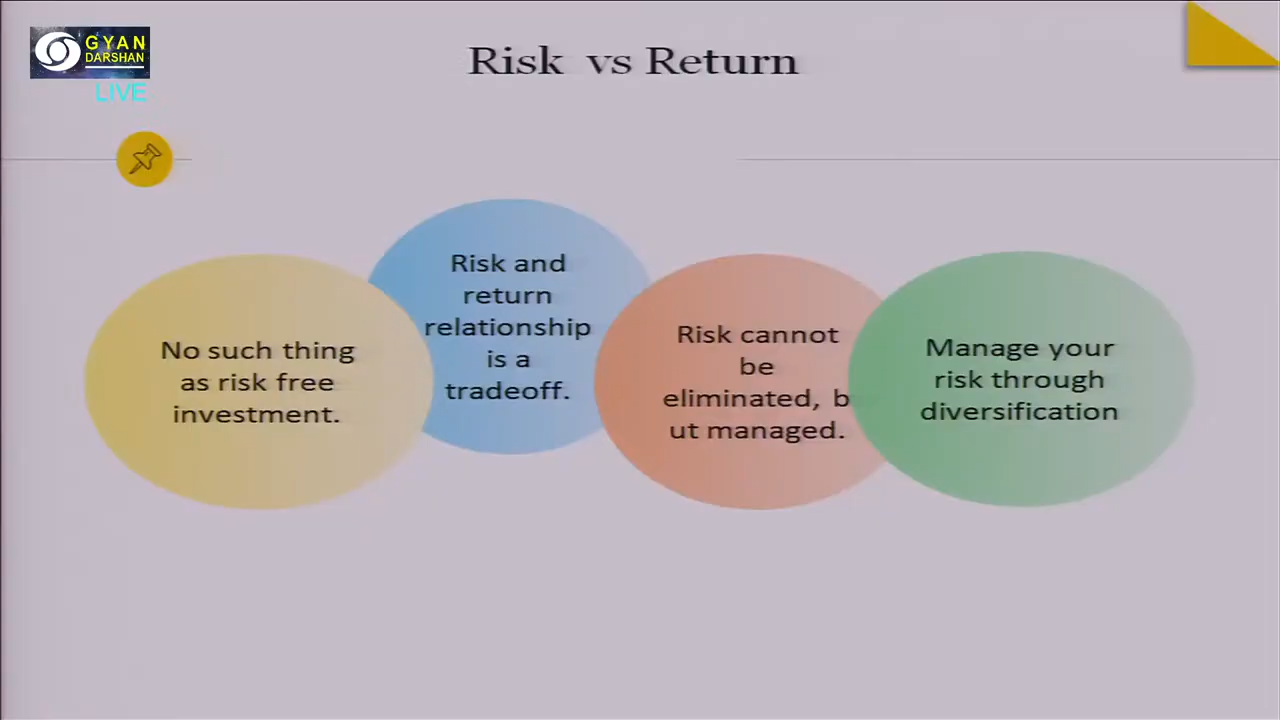 GYAN
DARSHAN
LIVE
Risk vs Return
No such thing
as risk free
investment.
Risk and
return
relationship
is a
tradeoff.
Risk cannot
be
eliminated, b
ut managed.
Manage your
risk through
diversification